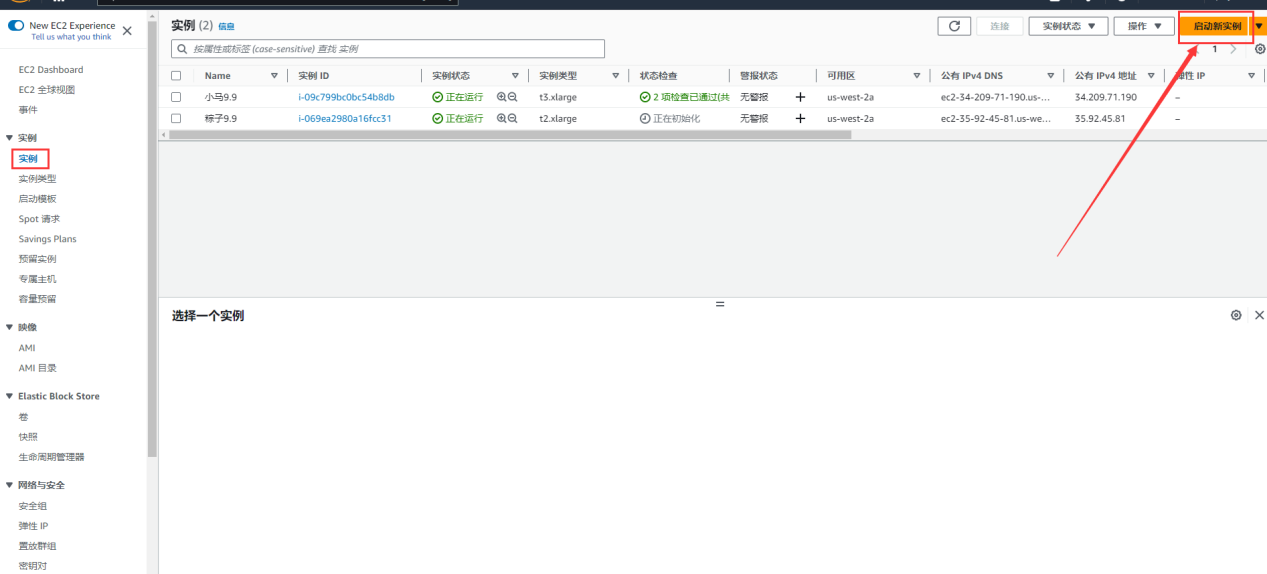 New EC2 Experience
Tell us what you think
EC2 Dashboard
EC2 全球视图
事件
实例
实例
实例类型
启动模板
Spot 请求
Savings Plans
预留实例
专属主机
容量预留
映像
AMI
AMI 目录
Elastic Block Store
卷
快照
生命周期管理器
网络与安全
安全组
弹性 IP
置放群组
密钥对
实例 (2) 信息
连接 实例状态 操作 启动新实例
按属性或标签 (case-sensitive) 查找 实例
1
Name 实例 ID 实例状态 实例类型 状态检查 警报状态 可用区 公有 IPv4 DNS 公有 IPv4 地址 弹性 IP
小马9.9 i-09c799bc0bc54b8db 正在运行 t3.xlarge 2 项检查已通过(共 无警报 us-west-2a ec2-34-209-71-190.us-... 34.209.71.190 –
粽子9.9 i-069ea2980a16fcc31 正在运行 t2.xlarge 正在初始化 无警报 us-west-2a ec2-35-92-45-81.us-we... 35.92.45.81 –
选择一个实例